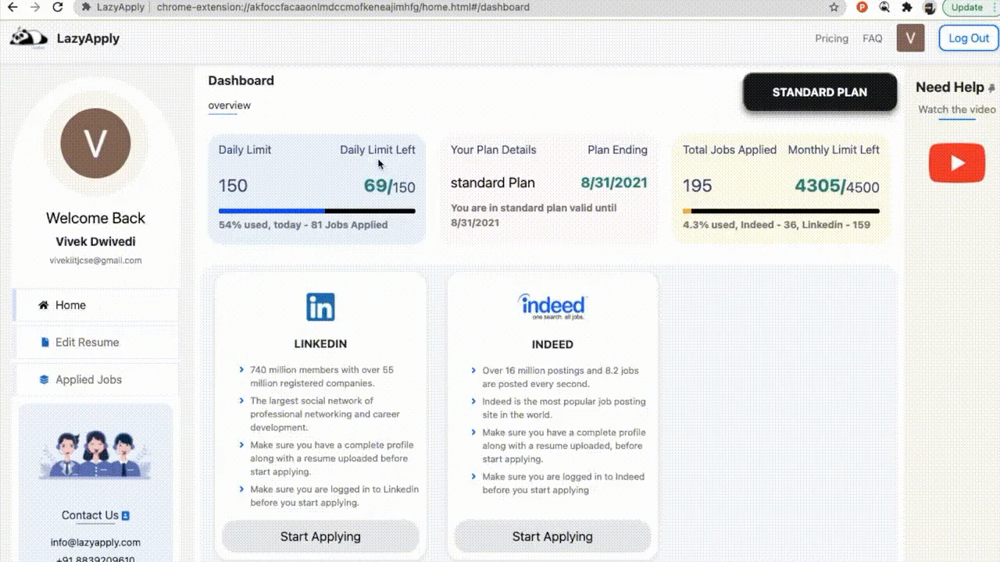 LazyApply | chrome-extension://akfoccfacaaonlmdccmofkeneajimhfg/home.html#/dashboard
Update
LazyApply
Pricing
FAQ
V
Log Out
V
Welcome Back
Vivek Dwivedi
vivekiitjcse@gmail.com
Home
Edit Resume
Applied Jobs
Contact Us
info@lazyapply.com
+91 8839209610
Dashboard
overview
STANDARD PLAN
Daily Limit
Daily Limit Left
150
69/150
54% used, today - 81 Jobs Applied
Your Plan Details
Plan Ending
standard Plan
8/31/2021
You are in standard plan valid until
8/31/2021
Total Jobs Applied
Monthly Limit Left
195
4305/4500
4.3% used, Indeed - 36, Linkedin - 159
in
LINKEDIN
740 million members with over 55
million registered companies.
The largest social network of
professional networking and career
development.
Make sure you have a complete profile
along with a resume uploaded before
start applying.
Make sure you are logged in to Linkedin
before you start applying.
Start Applying
indeed
one search. all jobs.
INDEED
Over 16 million postings and 8.2 jobs
are posted every second.
Indeed is the most popular job posting
site in the world.
Make sure you have a complete profile
along with a resume uploaded, before
start applying.
Make sure you are logged in to Indeed
before you start applying
Start Applying
Need Help
Watch the video